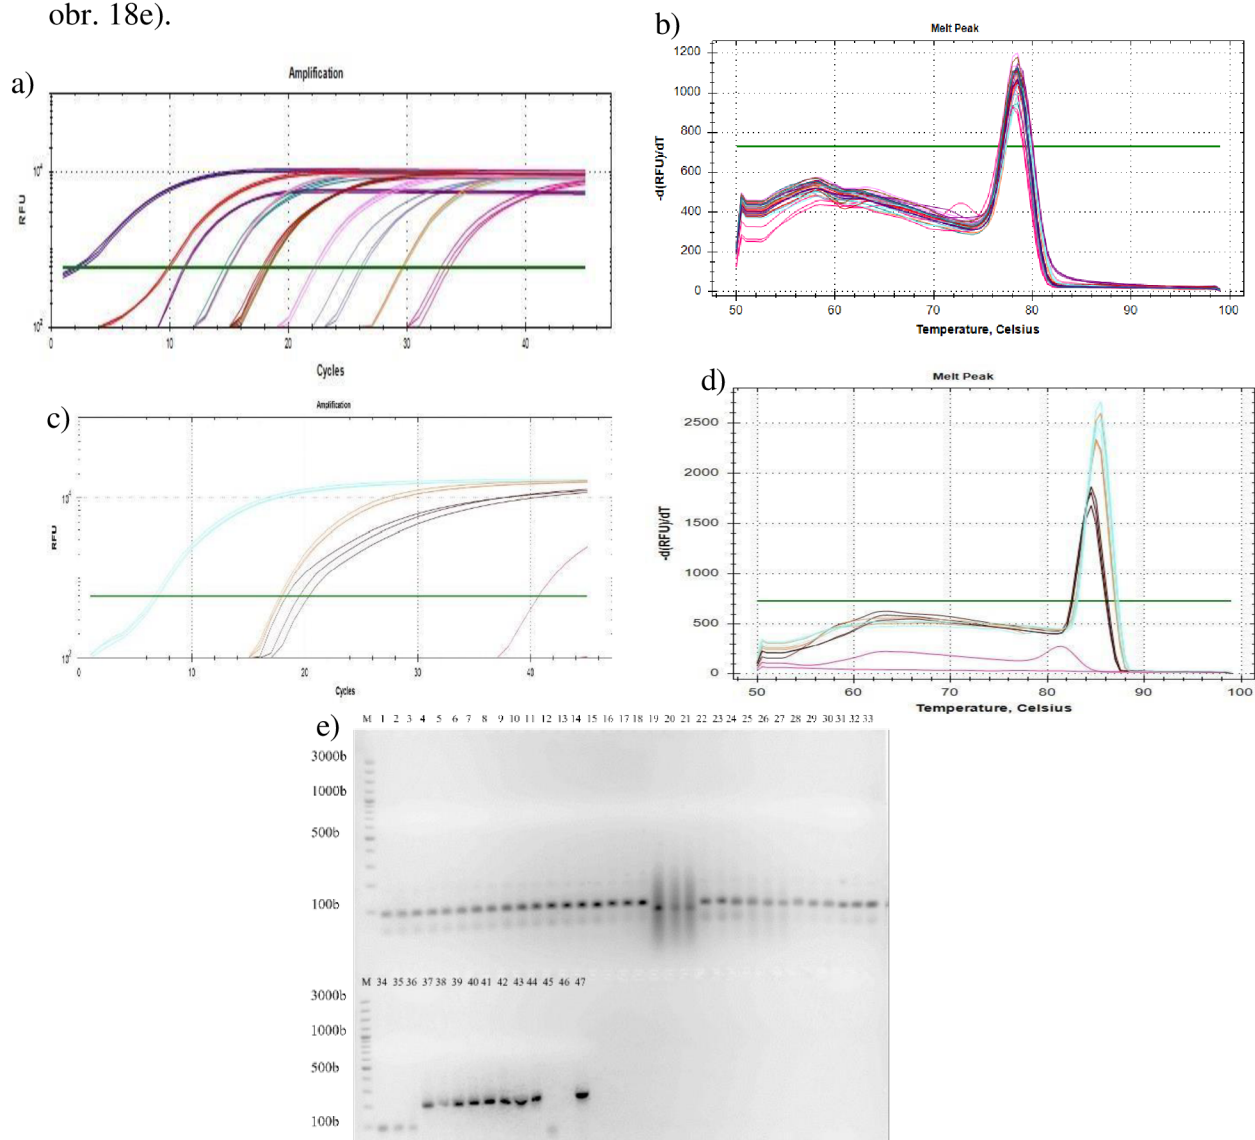 obr. 18e).
a)
Amplification
10⁴
RFU
10²
0 10 20 30 40
Cycles
b)
Melt Peak
1200
1000
800
600
400
200
0
-d(RFU)/dT
50 60 70 80 90 100
Temperature, Celsius
c)
Amplification
10⁴
RFU
10²
0 10 20 30 40
Cycles
d)
Melt Peak
2500
2000
1500
1000
500
0
-d(RFU)/dT
50 60 70 80 90 100
Temperature, Celsius
e)
M 1 2 3 4 5 6 7 8 9 10 11 12 13 14 15 16 17 18 19 20 21 22 23 24 25 26 27 28 29 30 31 32 33
3000b
1000b
500b
100b
M 34 35 36 37 38 39 40 41 42 43 44 45 46 47
3000b
1000b
500b
100b